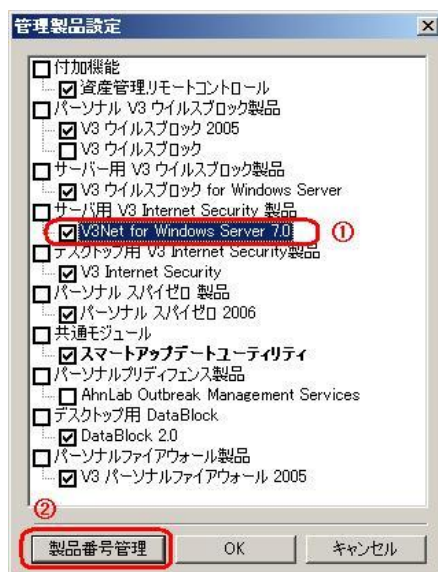 管理製品設定
付加機能
資産管理リモートコントロール
パーソナル V3 ウイルスブロック製品
V3 ウイルスブロック 2005
V3 ウイルスブロック
サーバー用 V3 ウイルスブロック製品
V3 ウイルスブロック for Windows Server
サーバ用 V3 Internet Security 製品
V3Net for Windows Server 7.0 ①
デスクトップ用 V3 Internet Security製品
V3 Internet Security
パーソナル スパイゼロ 製品
パーソナル スパイゼロ 2006
共通モジュール
スマートアップデートユーティリティ
パーソナルプリディフェンス製品
AhnLab Outbreak Management Services
デスクトップ用 DataBlock
DataBlock 2.0
パーソナルファイアウォール製品
V3 パーソナルファイアウォール 2005
②
製品番号管理 OK キャンセル